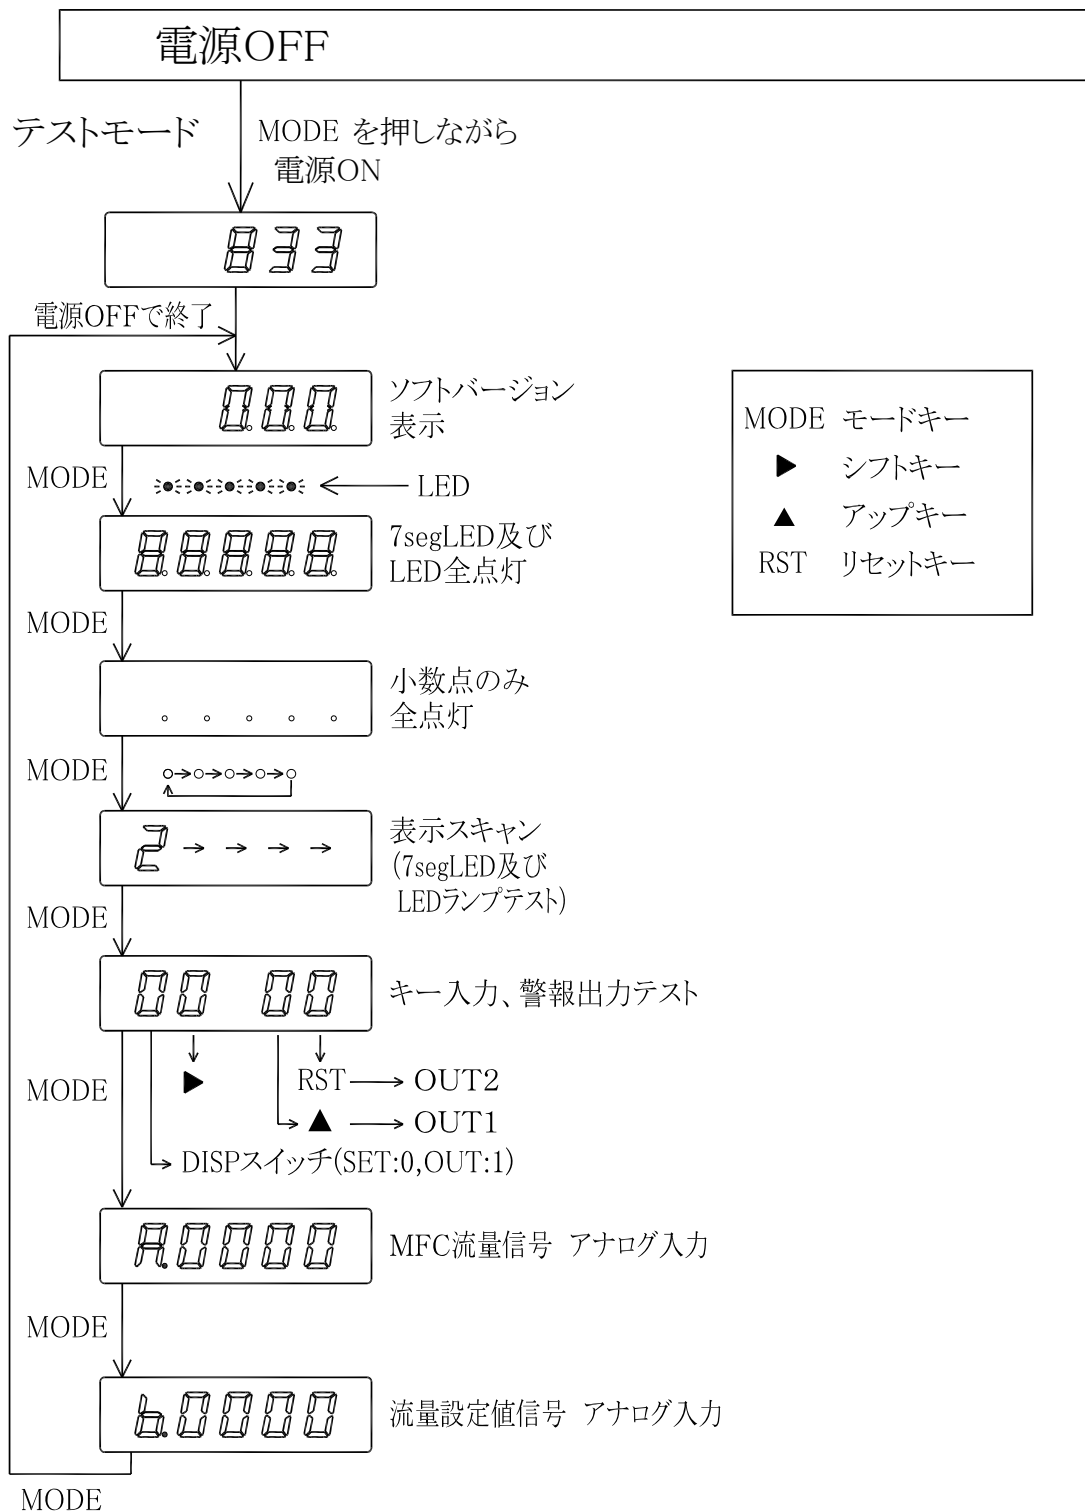 電源OFF
テストモード
MODE を押しながら
電源ON
833
電源OFFで終了
0.0.0.
ソフトバージョン
表示
MODE
LED
8.8.8.8.8.
7segLED及び
LED全点灯
MODE
. . . . .
小数点のみ
全点灯
MODE
2
表示スキャン
(7segLED及び
LEDランプテスト)
MODE
00 00
キー入力、警報出力テスト
MODE
▶ RST OUT2
▲ OUT1
DISPスイッチ(SET:0,OUT:1)
A.0000
MFC流量信号 アナログ入力
MODE
b.0000
流量設定値信号 アナログ入力
MODE
MODE モードキー
▶ シフトキー
▲ アップキー
RST リセットキー